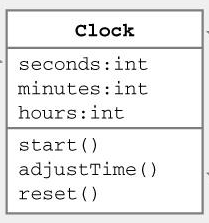 Clock
seconds:int
minutes:int
hours:int
start()
adjustTime()
reset()